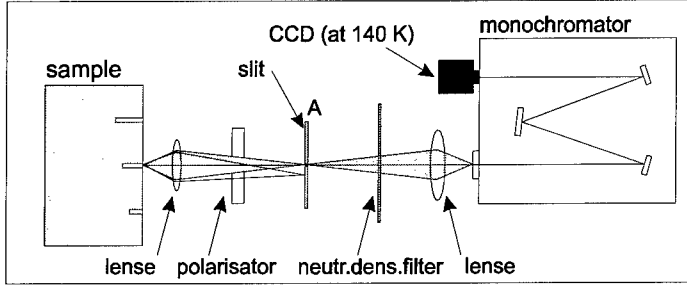 CCD (at 140 K)
monochromator
sample
slit
A
lense
polarisator
neutr.dens.filter
lense